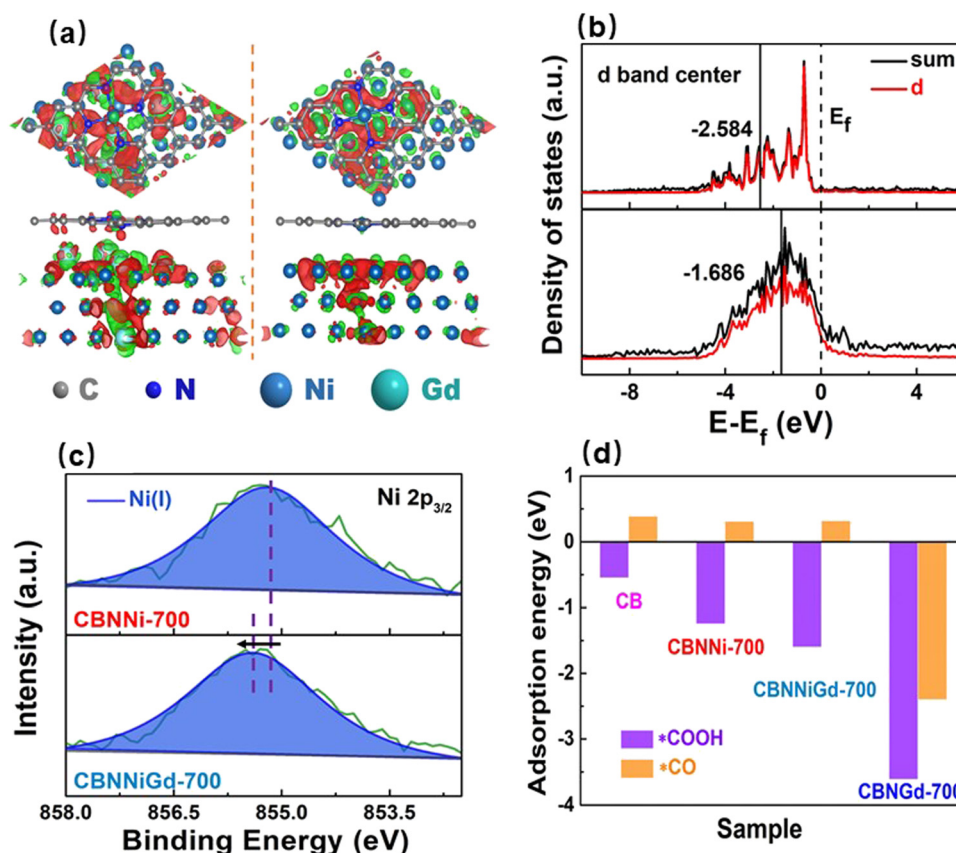 (a)
C
N
Ni
Gd
(b)
Density of states (a.u.)
d band center
sum
d
E_f
-2.584
-1.686
-8
-4
0
4
E-E_f (eV)
(c)
Intensity (a.u.)
Ni(I)
Ni 2p_3/2
CBNNi-700
CBNNiGd-700
858.0
856.5
855.0
853.5
Binding Energy (eV)
(d)
Adsorption energy (eV)
1
0
-1
-2
-3
-4
CB
CBNNi-700
CBNNiGd-700
CBNGd-700
*COOH
*CO
Sample